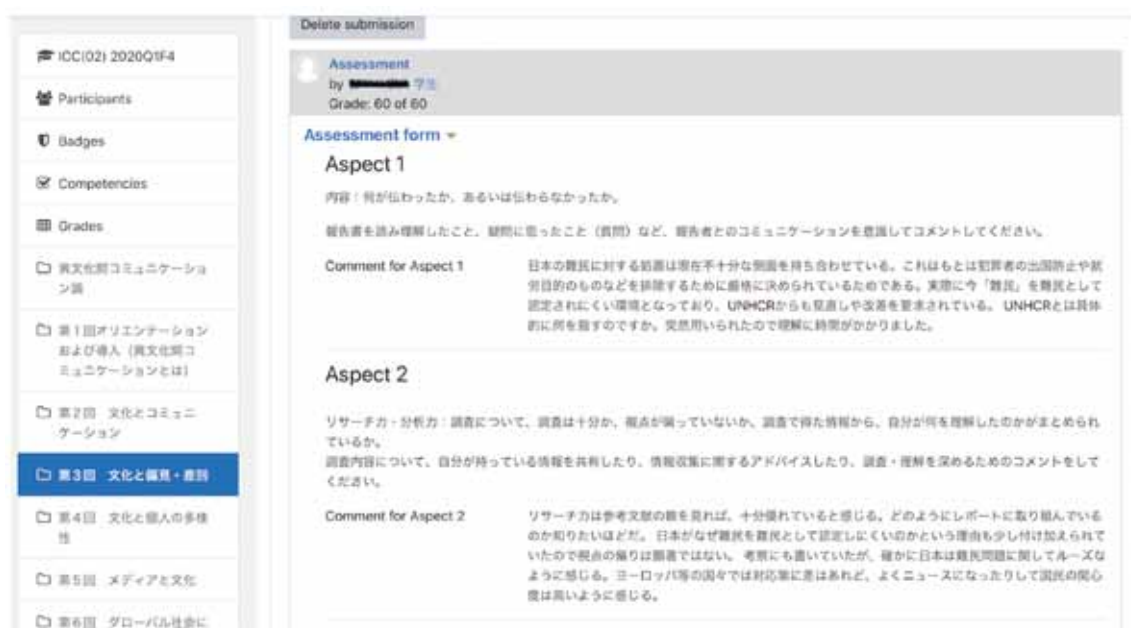 Delete submission
ICC(02) 2020Q1F4
Participants
Badges
Competencies
Grades
異文化間コミュニケーショ
ン論
第1回オリエンテーション
および導入（異文化間コ
ミュニケーションとは）
第2回 文化とコミュニ
ケーション
第3回 文化と偏見・差別
第4回 文化と個人の多様
性
第5回 メディアと文化
第6回 グローバル社会に
Assessment
by 学生
Grade: 60 of 60
Assessment form
Aspect 1
内容：何が伝わったか、あるいは伝わらなかったか。
報告書を読み理解したこと、疑問に思ったこと（質問）など、報告者とのコミュニケーションを意識してコメントしてください。
Comment for Aspect 1
日本の難民に対する処置は現在不十分な側面を持ち合わせている。これはもとは犯罪者の出国防止や就
労目的のものなどを排除するために厳格に決められているためである。実際に今「難民」を難民として
認定されにくい環境となっており、UNHCRからも見直しや改善を要求されている。 UNHCRとは具体
的に何を指すのですか。突然用いられたので理解に時間がかかりました。
Aspect 2
リサーチ力・分析力：調査について、調査は十分か、視点が偏っていないか、調査で得た情報から、自分が何を理解したのかがまとめられ
ているか。
調査内容について、自分が持っている情報を共有したり、情報収集に関するアドバイスしたり、調査・理解を深めるためのコメントをして
ください。
Comment for Aspect 2
リサーチ力は参考文献の数を見れば、十分優れていると感じる。どのようにレポートに取り組んでいる
のか知りたいほどだ。 日本がなぜ難民を難民として認定しにくいのかという理由も少し付け加えられて
いたので視点の偏りは顕著ではない。 考察にも書いていたが、確かに日本は難民問題に関してルーズな
ように感じる。ヨーロッパ等の国々では対応策に差はあれど、よくニュースになったりして国民の関心
度は高いように感じる。